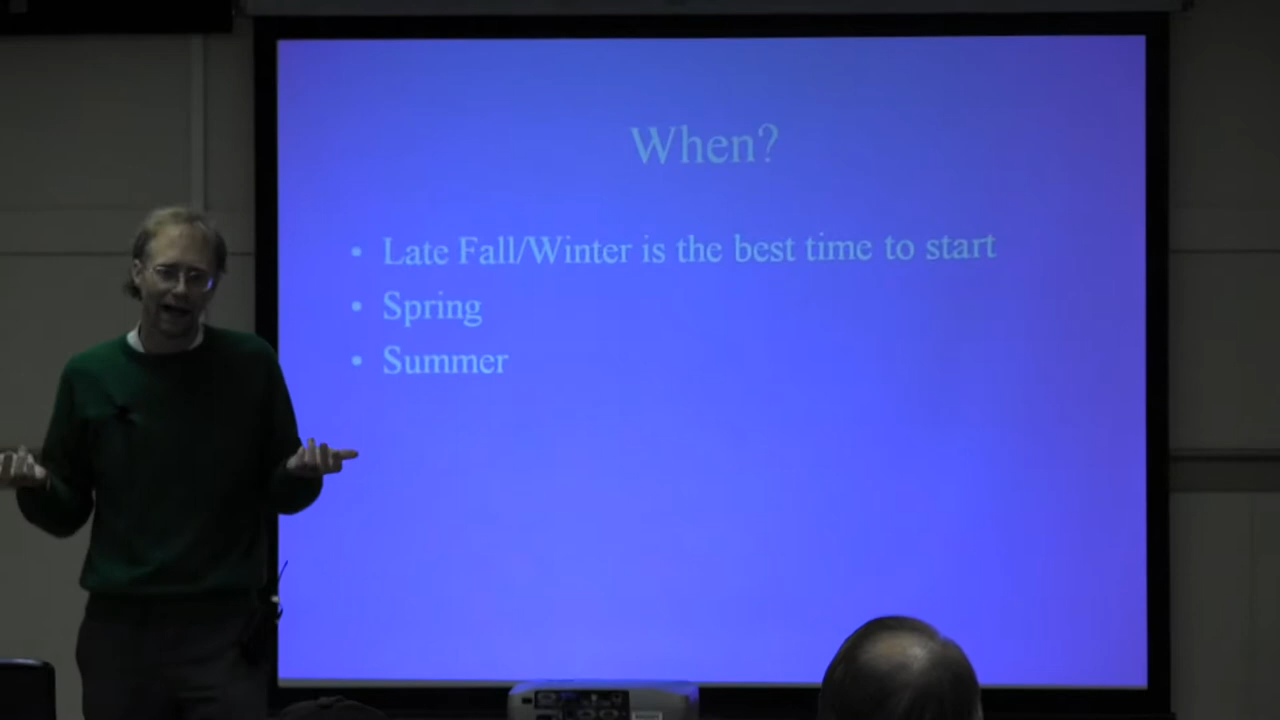 When?
• Late Fall/Winter is the best time to start
• Spring
• Summer